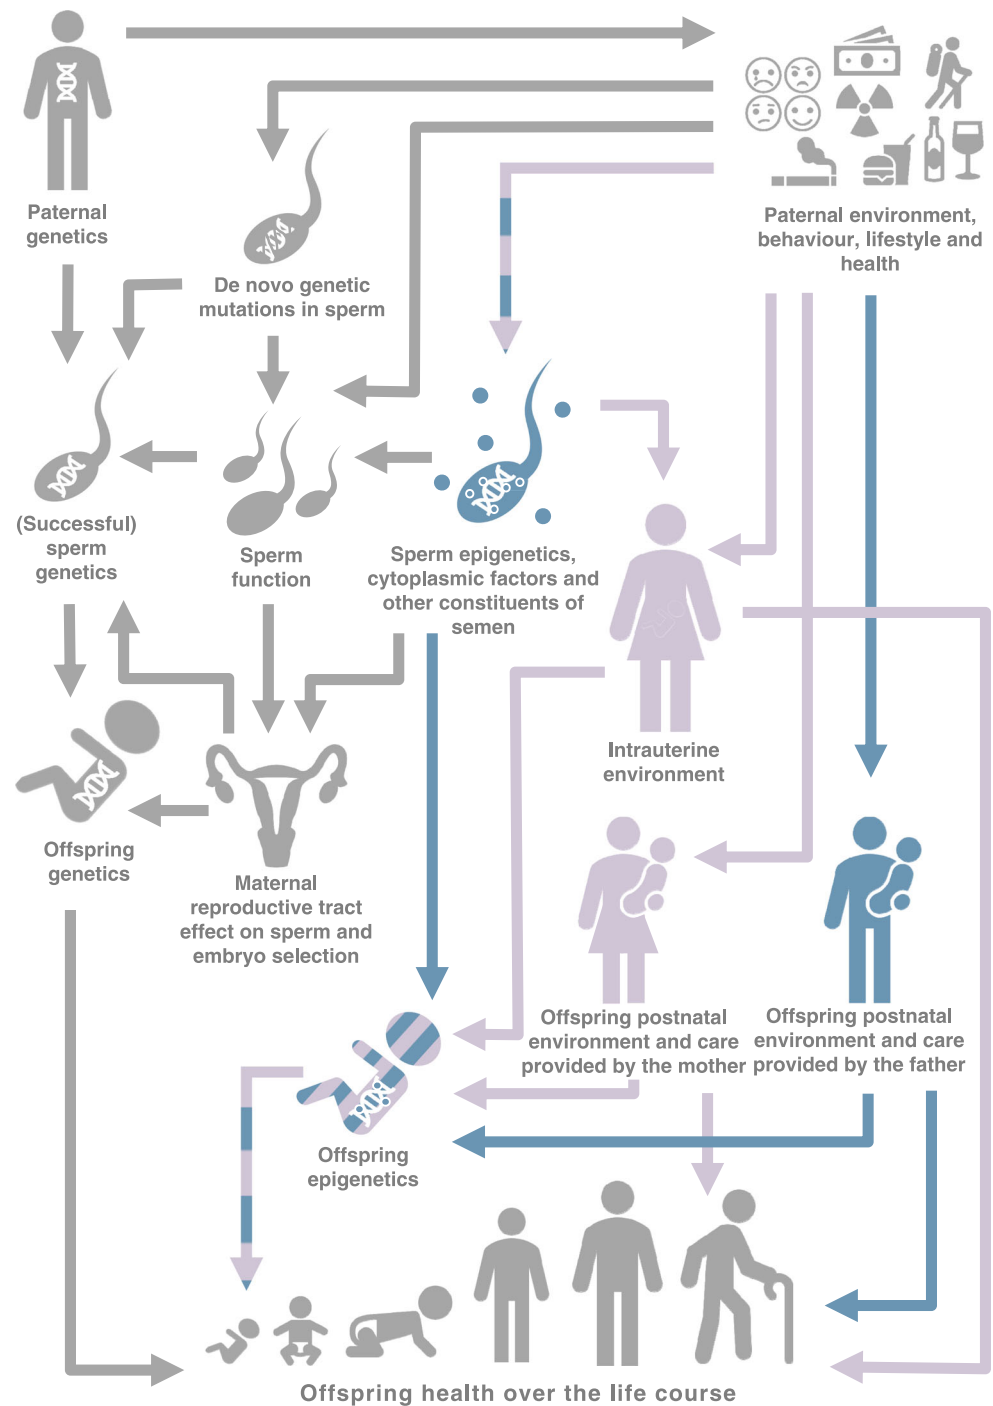 Paternal
genetics
Paternal environment,
behaviour, lifestyle and
health
De novo genetic
mutations in sperm
(Successful)
sperm
genetics
Sperm
function
Sperm epigenetics,
cytoplasmic factors and
other constituents of
semen
Intrauterine
environment
Offspring
genetics
Maternal
reproductive tract
effect on sperm and
embryo selection
Offspring postnatal
environment and care
provided by the mother
Offspring postnatal
environment and care
provided by the father
Offspring
epigenetics
Offspring health over the life course